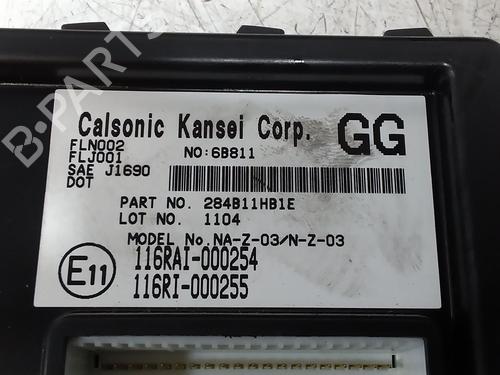 Calsonic Kansei Corp. GG
FLN002
FLJ001 NO:6B811
SAE J1690
DOT
PART NO. 284B11HB1E
LOT NO. 1104
MODEL No.NA-Z-03/N-Z-03
E11 116RAI-000254
116RI-000255
B-PARTS